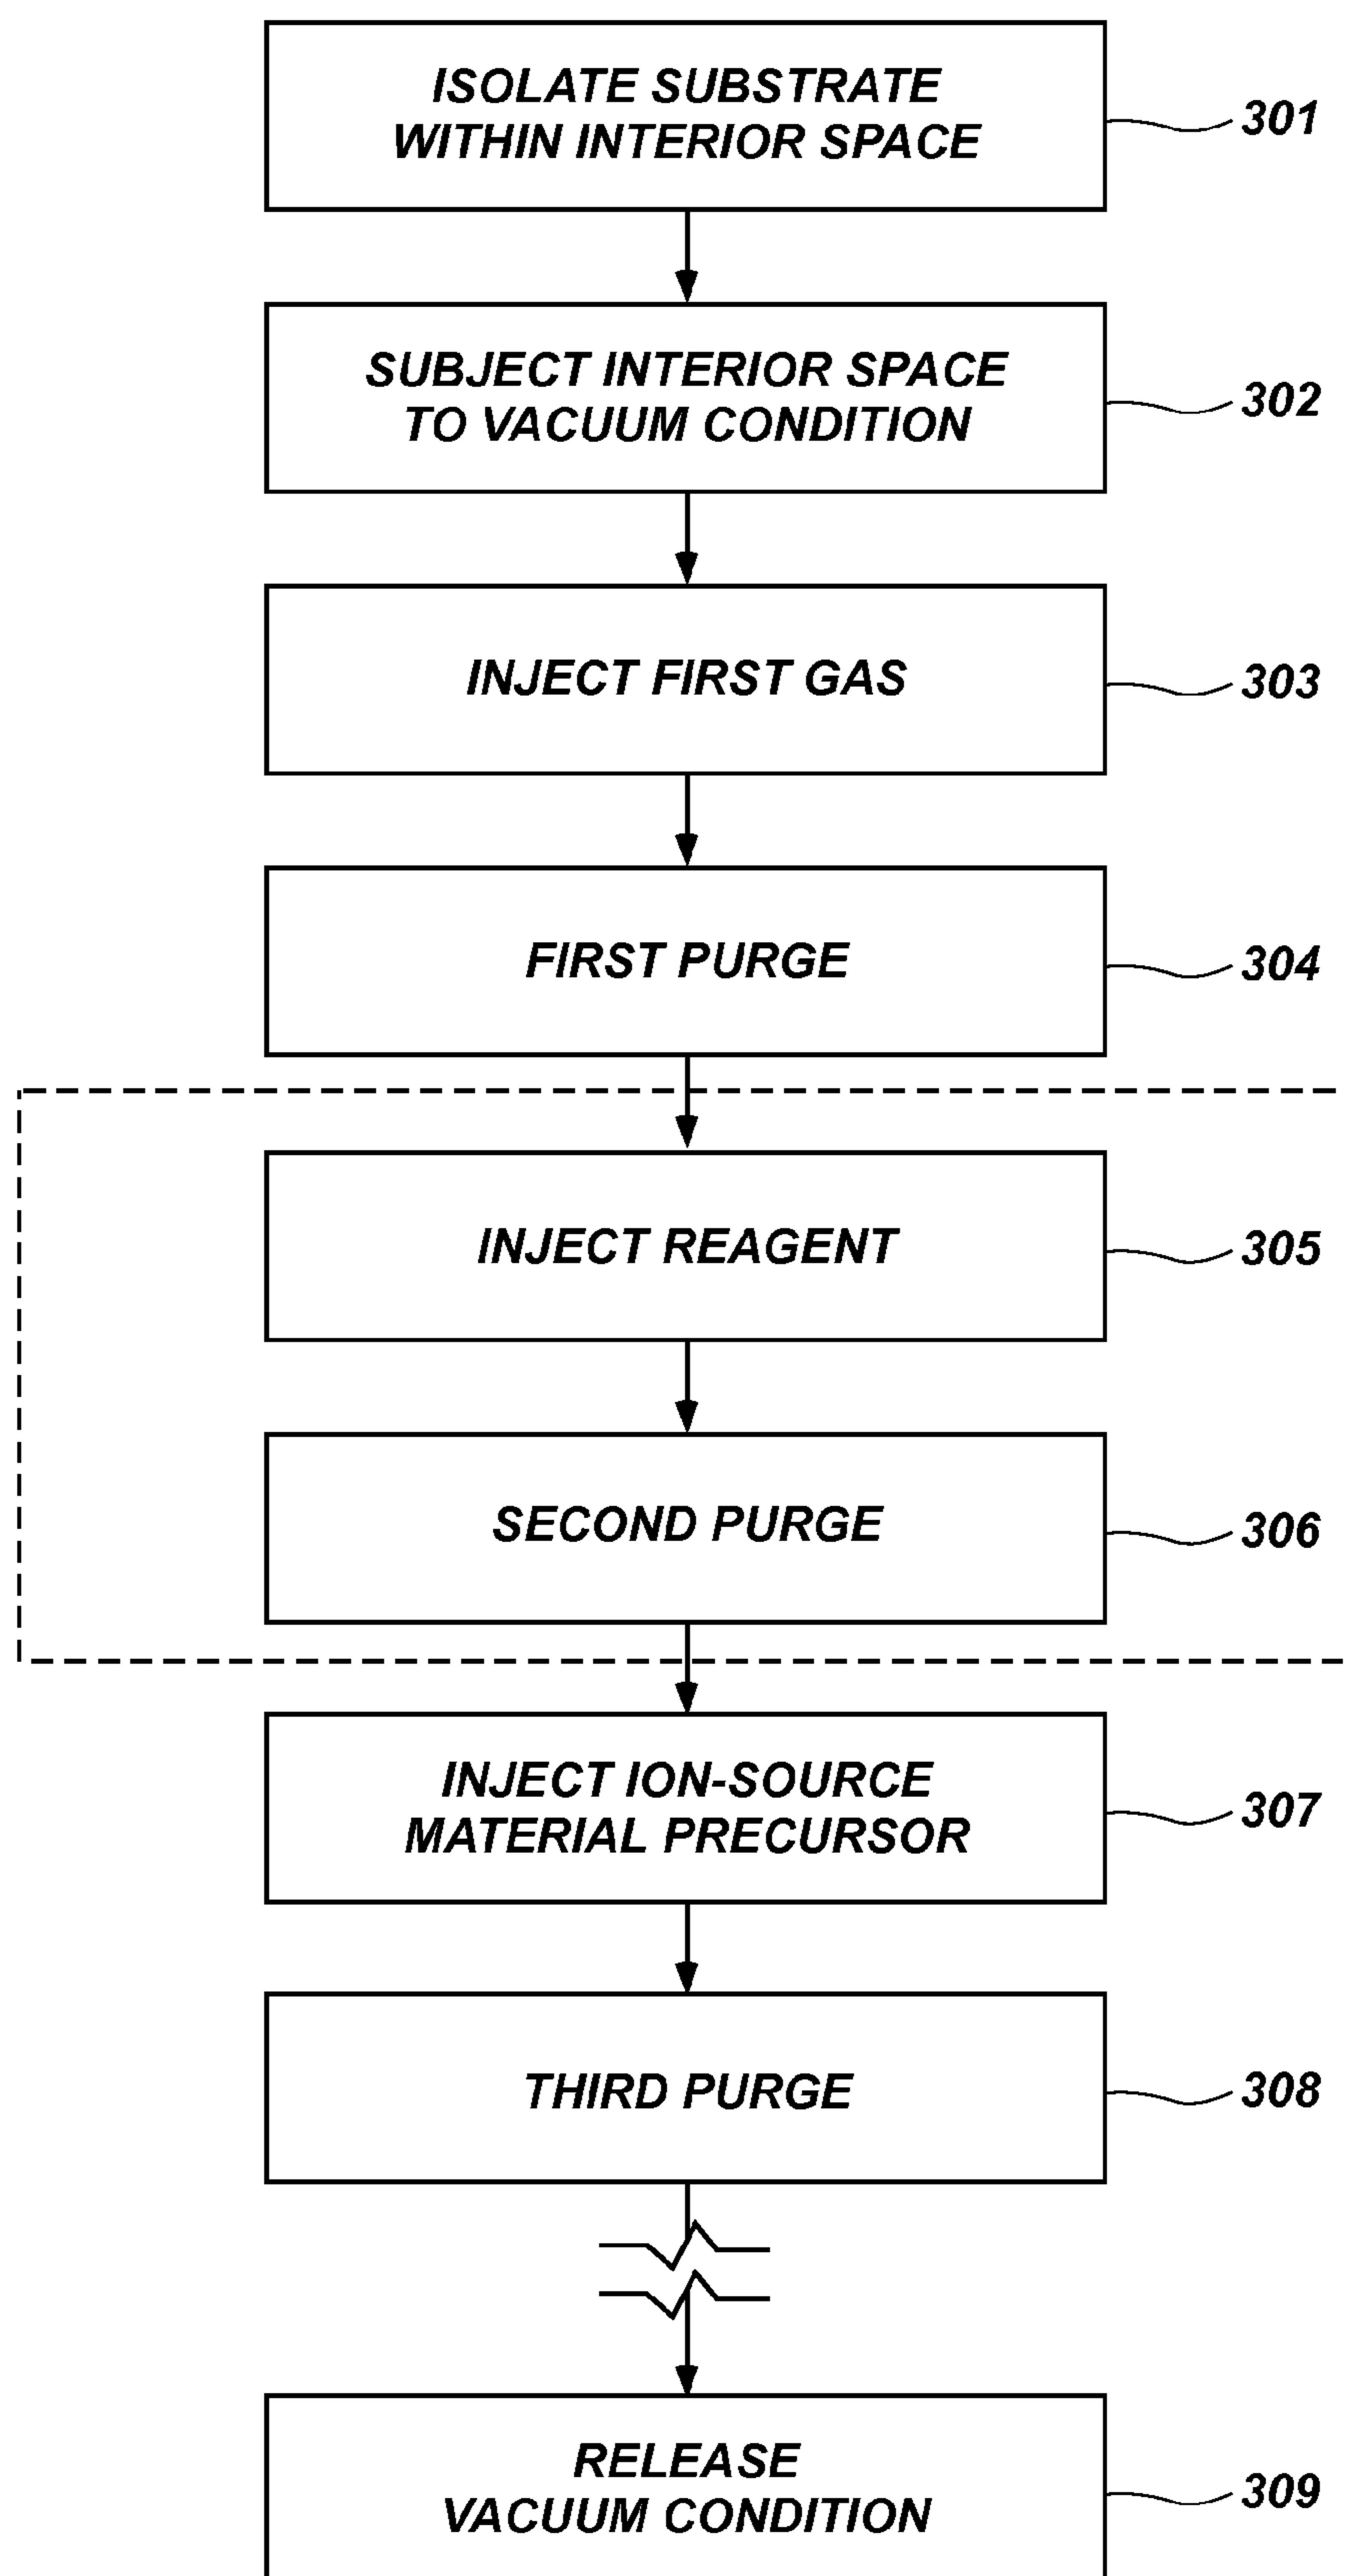 ISOLATE SUBSTRATE
WITHIN INTERIOR SPACE
301
SUBJECT INTERIOR SPACE
TO VACUUM CONDITION
302
INJECT FIRST GAS
303
FIRST PURGE
304
INJECT REAGENT
305
SECOND PURGE
306
INJECT ION-SOURCE
MATERIAL PRECURSOR
307
THIRD PURGE
308
RELEASE
VACUUM CONDITION
309